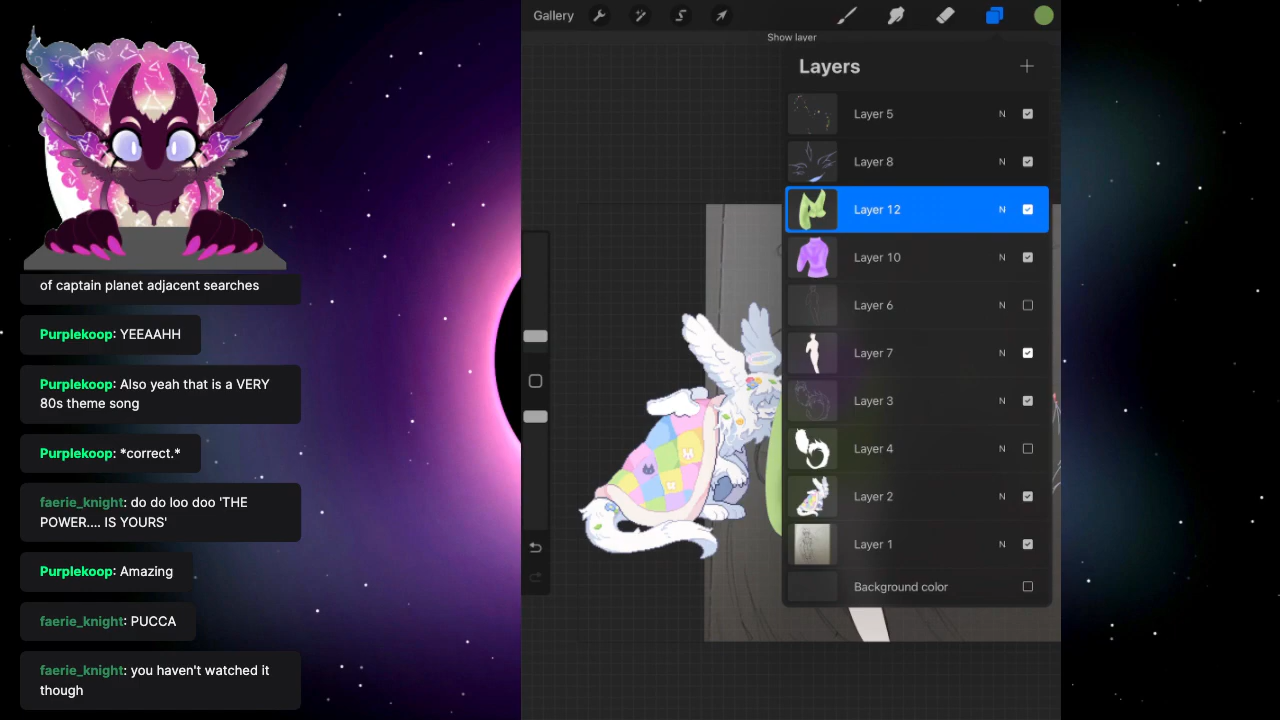 of captain planet adjacent searches
Purplekoop: YEEAAHH
Purplekoop: Also yeah that is a VERY
80s theme song
Purplekoop: *correct.*
faerie_knight: do do loo doo 'THE
POWER.... IS YOURS'
Purplekoop: Amazing
faerie_knight: PUCCA
faerie_knight: you haven't watched it
though
Gallery
Show layer
Layers
Layer 5 N
Layer 8 N
Layer 12 N
Layer 10 N
Layer 6 N
Layer 7 N
Layer 3 N
Layer 4 N
Layer 2 N
Layer 1 N
Background color